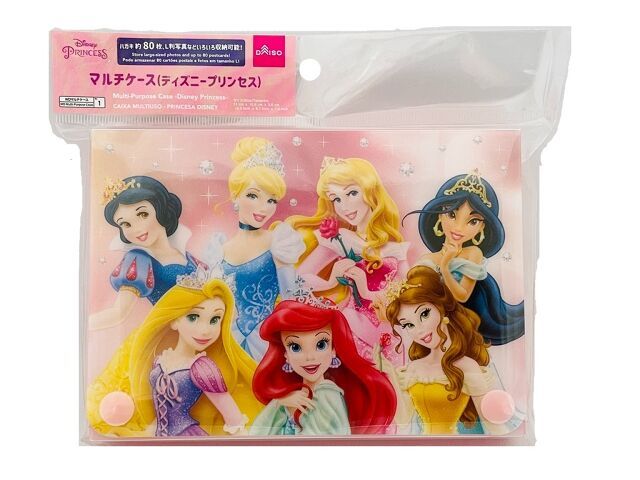 Disney
PRINCESS
ハガキ 約80枚、L判写真などいろいろ収納可能!
Store large-sized photos and up to 80 postcards!
Pode armazenar 80 cartões postais e fotos em tamanho L!
DAISO
マルチケース(ディズニープリンセス)
Multi-Purpose Case -Disney Princess-
CAIXA MULTIUSO - PRINCESA DISNEY
1